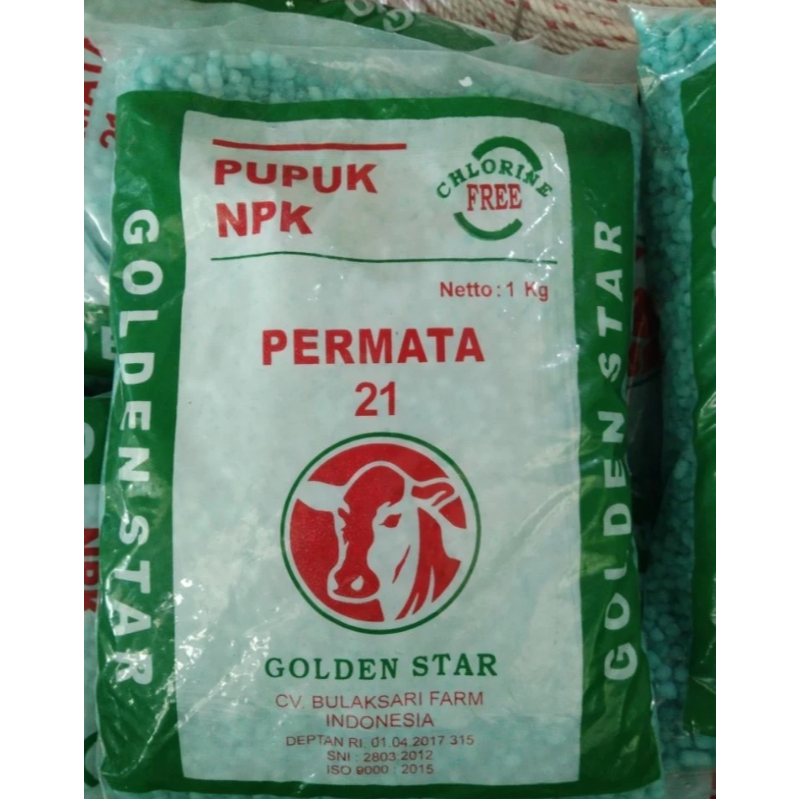 PUPUK
NPK
CHLORINE
FREE
Netto : 1 Kg
PERMATA
21
GOLDEN STAR
GOLDEN STAR
GOLDEN STAR
CV. BULAKSARI FARM
INDONESIA
DEPTAN RI. 01.04.2017 315
SNI : 2803:2012
ISO 9000 : 2015
NPK